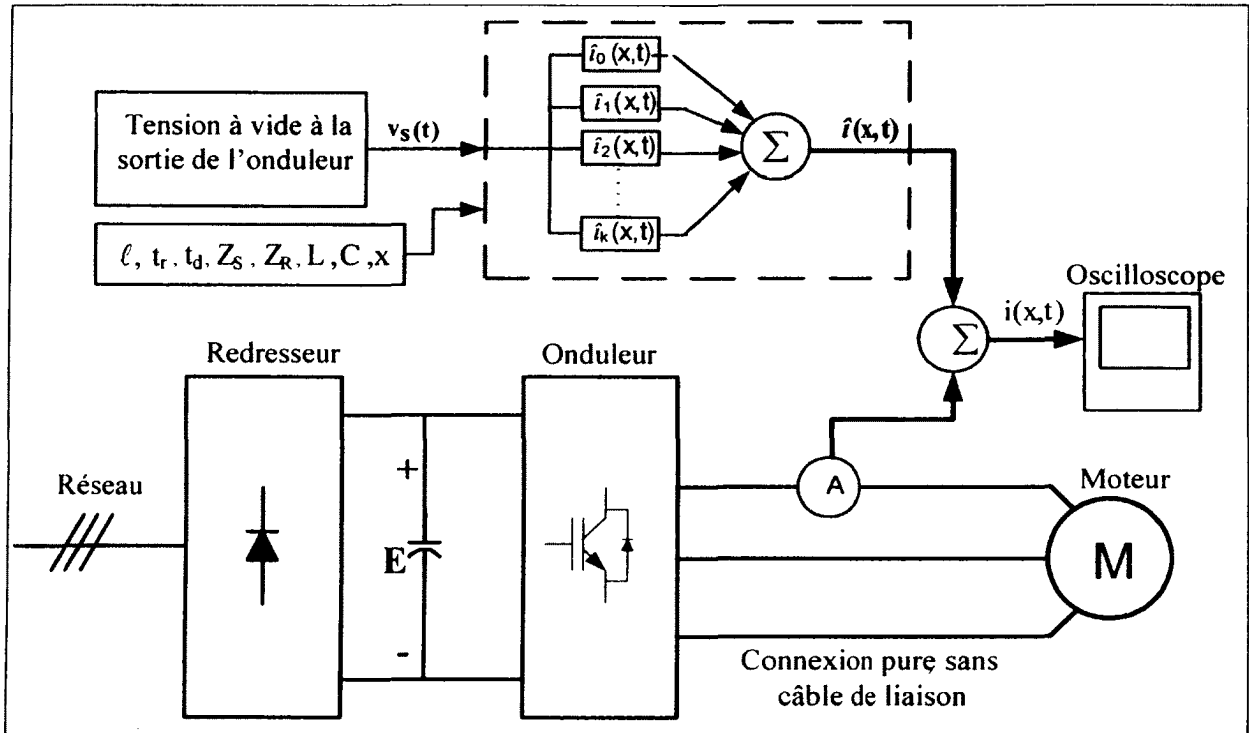 Tension à vide à la
sortie de l'onduleur
v_S(t)
ℓ, t_r, t_d, Z_S, Z_R, L, C, x
î_0(x,t)
î_1(x,t)
î_2(x,t)
î_k(x,t)
Σ
î(x,t)
Σ
i(x,t)
Oscilloscope
Redresseur
Onduleur
Réseau
+
E
-
A
Moteur
M
Connexion pure sans
câble de liaison